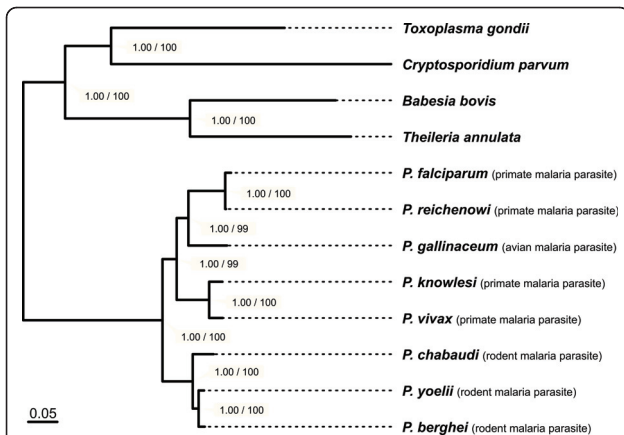 Toxoplasma gondii
1.00 / 100
Cryptosporidium parvum
1.00 / 100
Babesia bovis
1.00 / 100
Theileria annulata
P. falciparum (primate malaria parasite)
1.00 / 100
P. reichenowi (primate malaria parasite)
1.00 / 99
P. gallinaceum (avian malaria parasite)
1.00 / 99
P. knowlesi (primate malaria parasite)
1.00 / 100
P. vivax (primate malaria parasite)
1.00 / 100
P. chabaudi (rodent malaria parasite)
1.00 / 100
P. yoelii (rodent malaria parasite)
1.00 / 100
0.05
P. berghei (rodent malaria parasite)